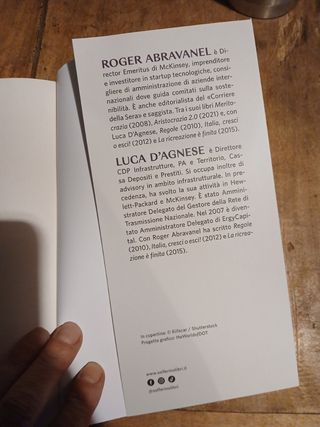 ROGER ABRAVANEL è Di-
rector Emeritus di McKinsey, imprenditore
e investitore in startup tecnologiche, consi-
gliere di amministrazione di aziende inter-
nazionali dove guida comitati sulla soste-
nibilità. È anche editorialista del «Corriere
della Sera» e saggista. Tra i suoi libri Merito-
crazia (2008), Aristocrazia 2.0 (2021) e, con
Luca D'Agnese, Regole (2010), Italia, cresci
o esci! (2012) e La ricreazione è finita (2015).
LUCA D'AGNESE è Direttore
CDP Infrastrutture, PA e Territorio, Cas-
sa Depositi e Prestiti. Si occupa inoltre di
advisory in ambito infrastrutturale. In pre-
cedenza, ha svolto la sua attività in Hew-
lett-Packard e McKinsey. È stato Ammini-
stratore Delegato del Gestore della Rete di
Trasmissione Nazionale. Nel 2007 è diven-
tato Amministratore Delegato di ErgyCapi-
tal. Con Roger Abravanel ha scritto Regole
(2010), Italia, cresci o esci! (2012) e La ricrea-
zione è finita (2015).
In copertina: © Kúfacar / Shutterstock
Progetto grafico: theWorldofDOT
www.solferinolibri.it
@solferinolibri